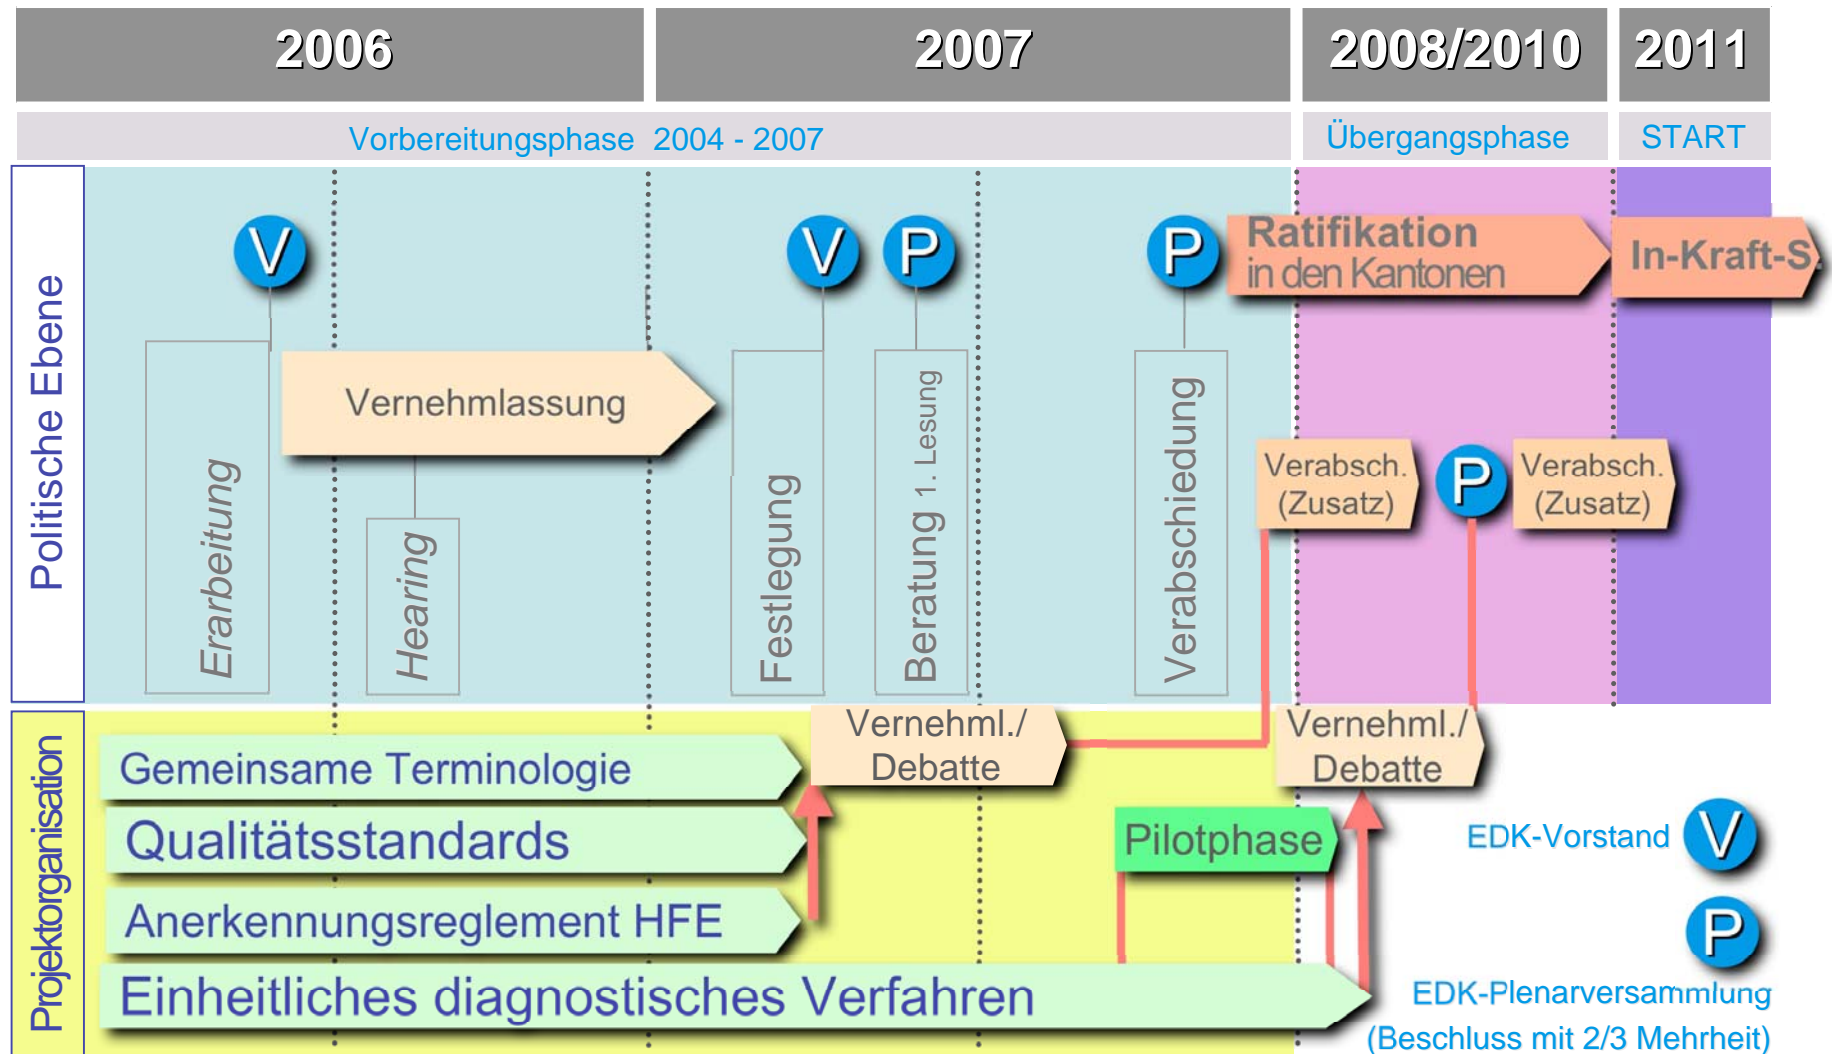 2006
2007
2008/2010
2011
Vorbereitungsphase 2004 - 2007
Übergangsphase
START
Politische Ebene
V
V
P
P
Ratifikation
in den Kantonen
In-Kraft-S.
Erarbeitung
Vernehmlassung
Hearing
Festlegung
Beratung 1. Lesung
Verabschiedung
Verabsch.
(Zusatz)
P
Verabsch.
(Zusatz)
Projektorganisation
Gemeinsame Terminologie
Vernehml./
Debatte
Vernehml./
Debatte
Qualitätsstandards
Pilotphase
Anerkennungsreglement HFE
Einheitliches diagnostisches Verfahren
EDK-Vorstand
V
P
EDK-Plenarversammlung
(Beschluss mit 2/3 Mehrheit)